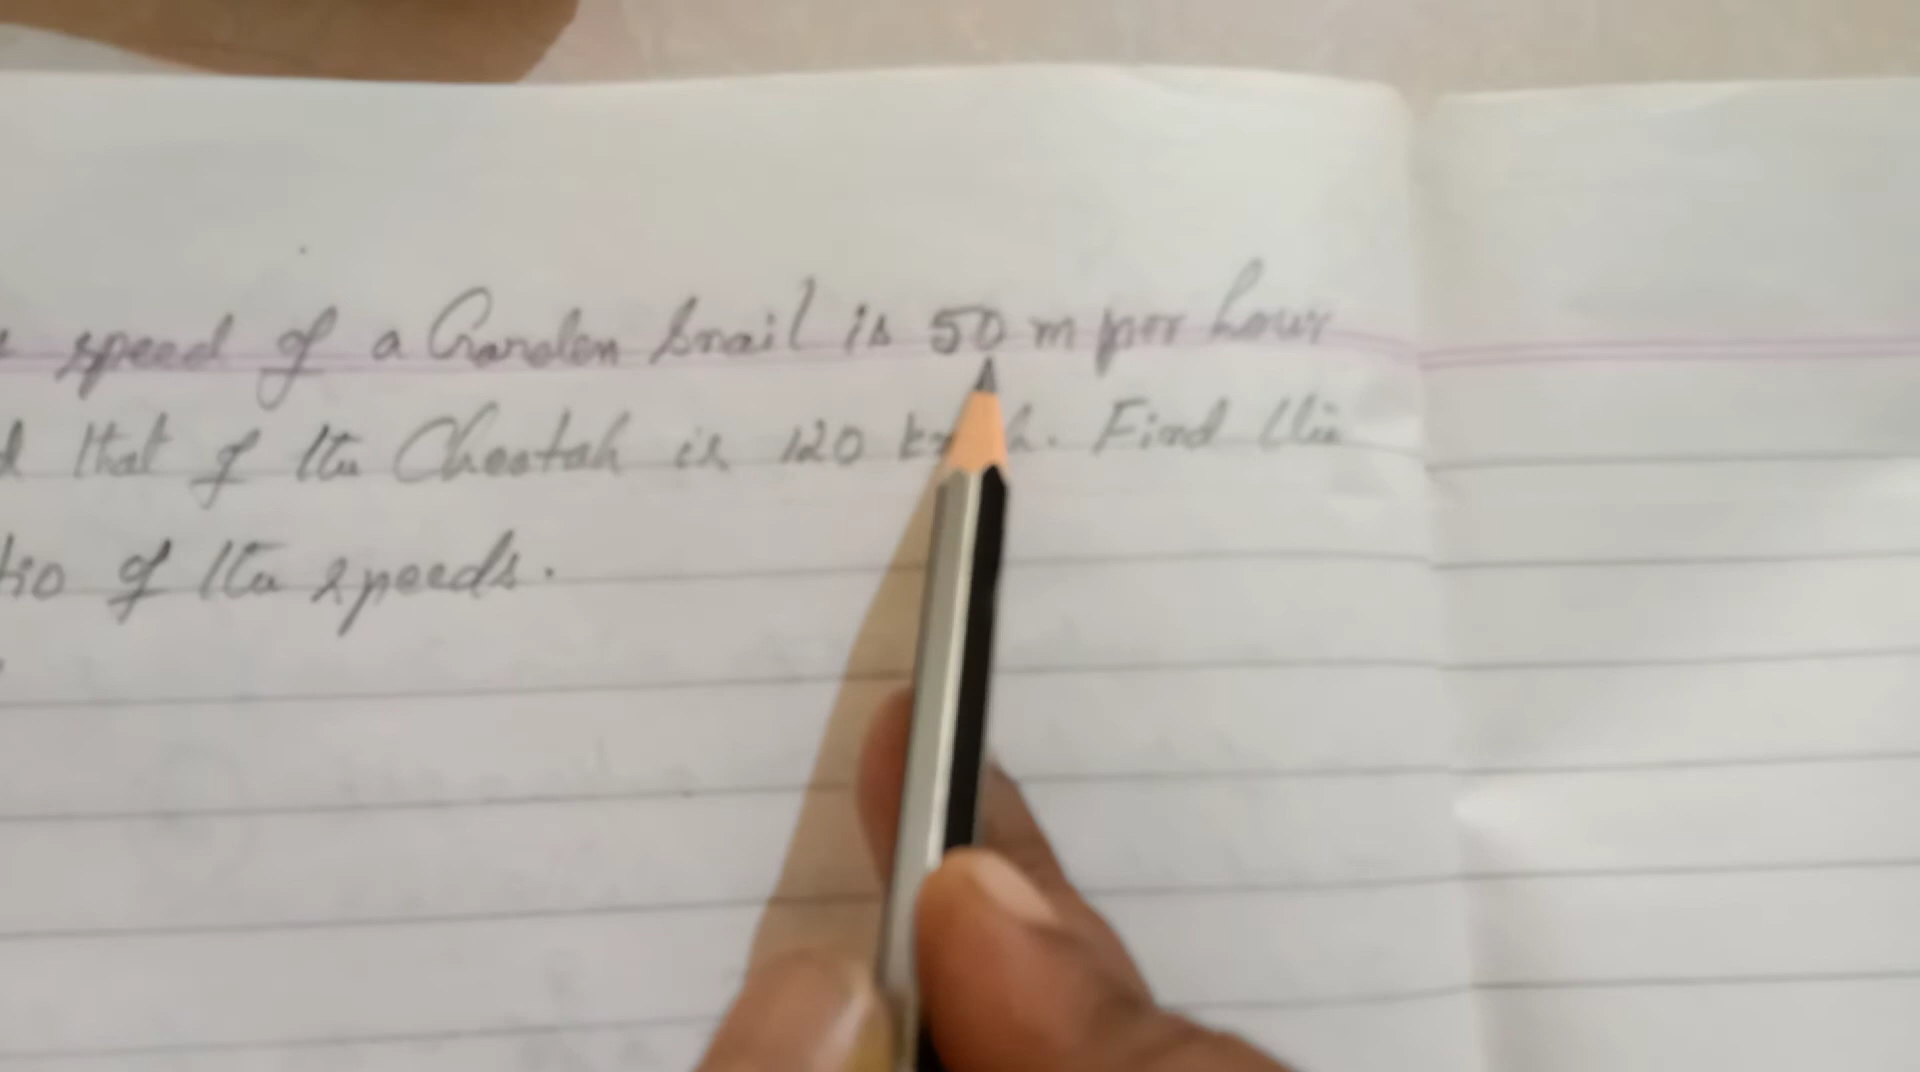 speed of a Garden Snail is 50 m per hour
that of the Cheetah is 120 Find the
of the speeds.